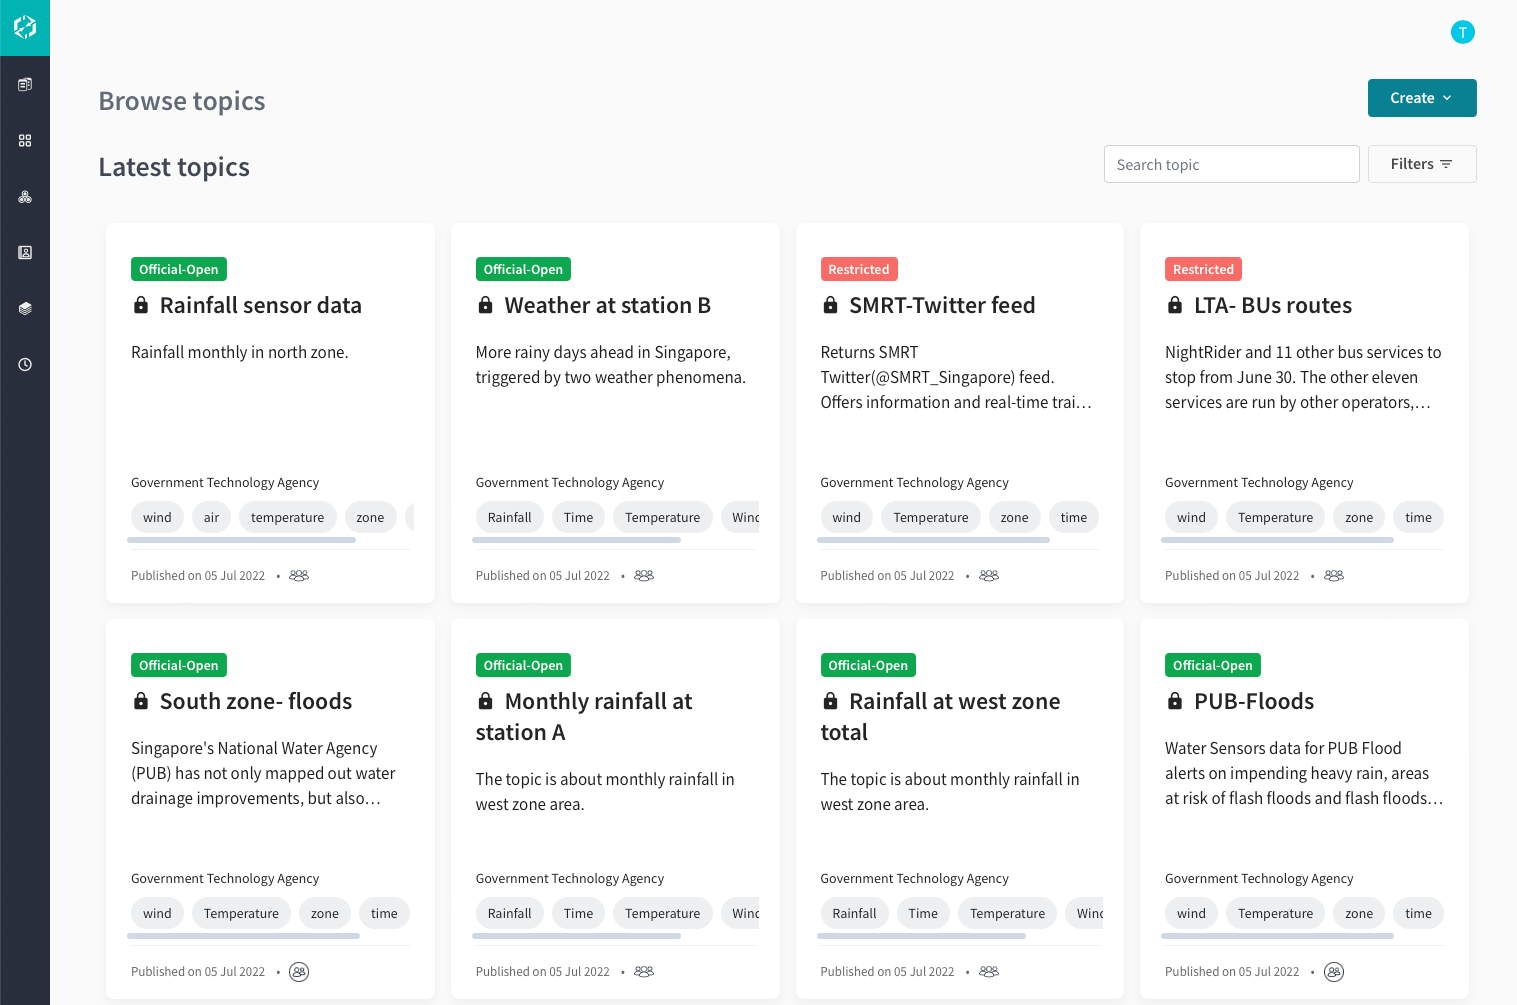 T
Browse topics
Create
Latest topics
Search topic
Filters
Official-Open
Rainfall sensor data
Rainfall monthly in north zone.
Government Technology Agency
wind air temperature zone
Published on 05 Jul 2022 •
Official-Open
Weather at station B
More rainy days ahead in Singapore,
triggered by two weather phenomena.
Government Technology Agency
Rainfall Time Temperature Winc
Published on 05 Jul 2022 •
Restricted
SMRT-Twitter feed
Returns SMRT
Twitter(@SMRT_Singapore) feed.
Offers information and real-time trai…
Government Technology Agency
wind Temperature zone time
Published on 05 Jul 2022 •
Restricted
LTA- BUs routes
NightRider and 11 other bus services to
stop from June 30. The other eleven
services are run by other operators,…
Government Technology Agency
wind Temperature zone time
Published on 05 Jul 2022 •
Official-Open
South zone- floods
Singapore's National Water Agency
(PUB) has not only mapped out water
drainage improvements, but also…
Government Technology Agency
wind Temperature zone time
Published on 05 Jul 2022 •
Official-Open
Monthly rainfall at
station A
The topic is about monthly rainfall in
west zone area.
Government Technology Agency
Rainfall Time Temperature Winc
Published on 05 Jul 2022 •
Official-Open
Rainfall at west zone
total
The topic is about monthly rainfall in
west zone area.
Government Technology Agency
Rainfall Time Temperature Winc
Published on 05 Jul 2022 •
Official-Open
PUB-Floods
Water Sensors data for PUB Flood
alerts on impending heavy rain, areas
at risk of flash floods and flash floods…
Government Technology Agency
wind Temperature zone time
Published on 05 Jul 2022 •